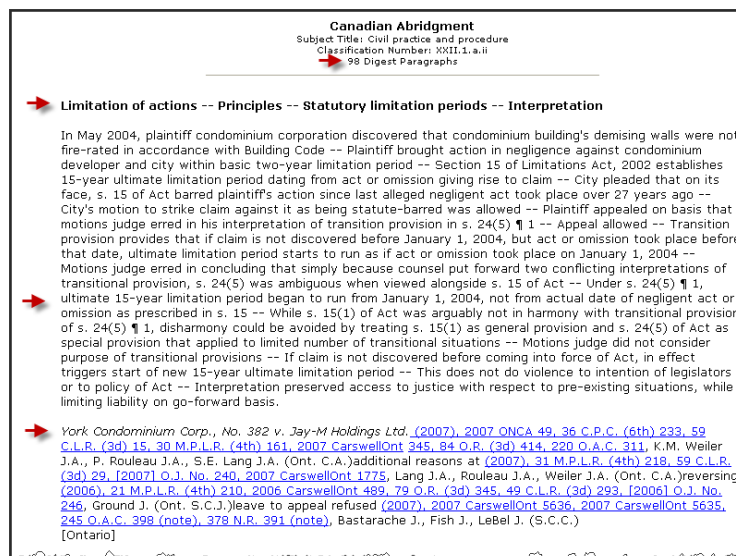 Canadian Abridgment
Subject Title: Civil practice and procedure
Classification Number: XXII.1.a.ii
98 Digest Paragraphs
Limitation of actions -- Principles -- Statutory limitation periods -- Interpretation
In May 2004, plaintiff condominium corporation discovered that condominium building's demising walls were not
fire-rated in accordance with Building Code -- Plaintiff brought action in negligence against condominium
developer and city within basic two-year limitation period -- Section 15 of Limitations Act, 2002 establishes
15-year ultimate limitation period dating from act or omission giving rise to claim -- City pleaded that on its
face, s. 15 of Act barred plaintiff's action since last alleged negligent act took place over 27 years ago --
City's motion to strike claim against it as being statute-barred was allowed -- Plaintiff appealed on basis that
motions judge erred in his interpretation of transition provision in s. 24(5) ¶ 1 -- Appeal allowed -- Transition
provision provides that if claim is not discovered before January 1, 2004, but act or omission took place before
that date, ultimate limitation period starts to run as if act or omission took place on January 1, 2004 --
Motions judge erred in concluding that simply because counsel put forward two conflicting interpretations of
transitional provision, s. 24(5) was ambiguous when viewed alongside s. 15 of Act -- Under s. 24(5) ¶ 1,
ultimate 15-year limitation period began to run from January 1, 2004, not from actual date of negligent act or
omission as prescribed in s. 15 -- While s. 15(1) of Act was arguably not in harmony with transitional provision
of s. 24(5) ¶ 1, disharmony could be avoided by treating s. 15(1) as general provision and s. 24(5) of Act as
special provision that applied to limited number of transitional situations -- Motions judge did not consider
purpose of transitional provisions -- If claim is not discovered before coming into force of Act, in effect
triggers start of new 15-year ultimate limitation period -- This does not do violence to intention of legislators
or to policy of Act -- Interpretation preserved access to justice with respect to pre-existing situations, while
limiting liability on go-forward basis.
York Condominium Corp., No. 382 v. Jay-M Holdings Ltd. (2007), 2007 ONCA 49, 36 C.P.C. (6th) 233, 59
C.L.R. (3d) 15, 30 M.P.L.R. (4th) 161, 2007 CarswellOnt 345, 84 O.R. (3d) 414, 220 O.A.C. 311, K.M. Weiler
J.A., P. Rouleau J.A., S.E. Lang J.A. (Ont. C.A.)additional reasons at (2007), 31 M.P.L.R. (4th) 218, 59 C.L.R.
(3d) 29, [2007] O.J. No. 240, 2007 CarswellOnt 1775, Lang J.A., Rouleau J.A., Weiler J.A. (Ont. C.A.)reversing
(2006), 21 M.P.L.R. (4th) 210, 2006 CarswellOnt 489, 79 O.R. (3d) 345, 49 C.L.R. (3d) 293, [2006] O.J. No.
246, Ground J. (Ont. S.C.J.)leave to appeal refused (2007), 2007 CarswellOnt 5636, 2007 CarswellOnt 5635,
245 O.A.C. 398 (note), 378 N.R. 391 (note), Bastarache J., Fish J., LeBel J. (S.C.C.)
[Ontario]